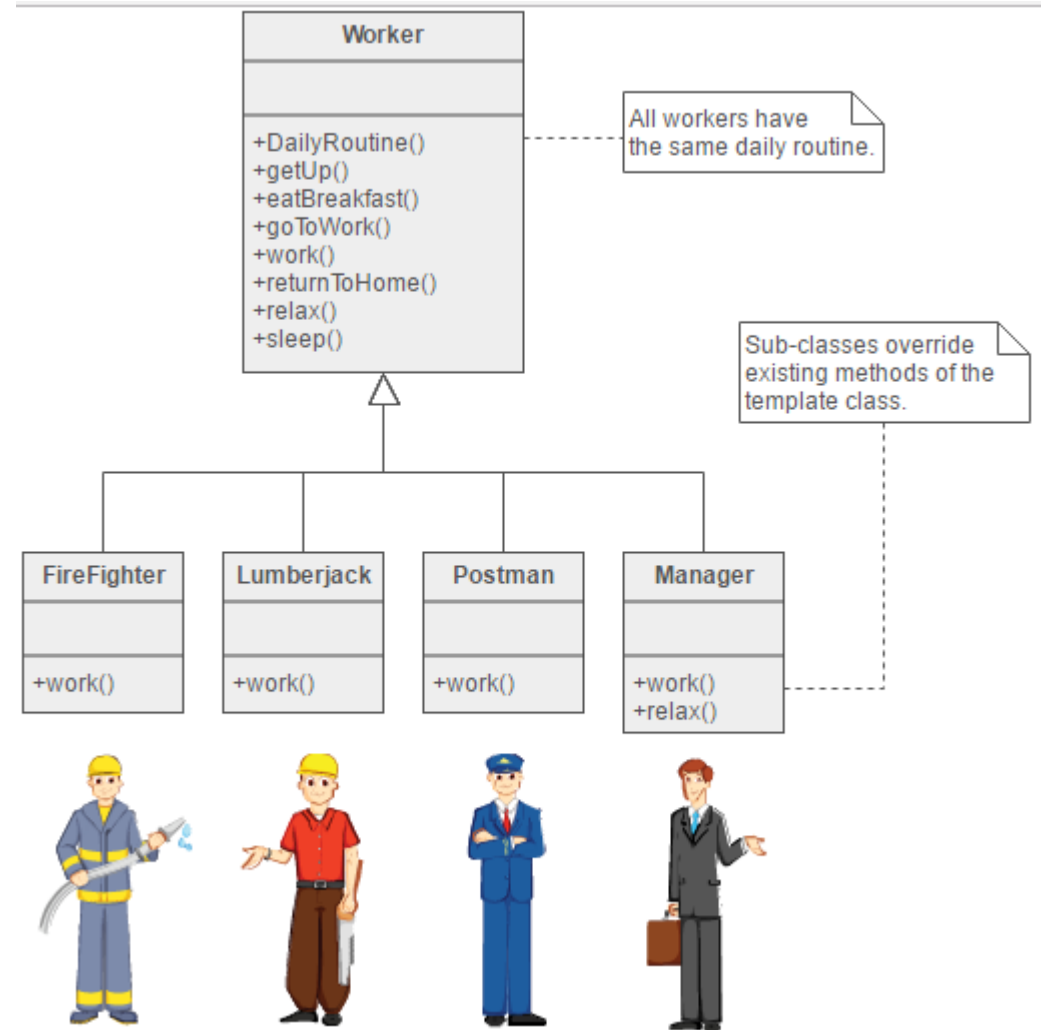 Worker
+DailyRoutine()
+getUp()
+eatBreakfast()
+goToWork()
+work()
+returnToHome()
+relax()
+sleep()
All workers have
the same daily routine.
Sub-classes override
existing methods of the
template class.
FireFighter
+work()
Lumberjack
+work()
Postman
+work()
Manager
+work()
+relax()